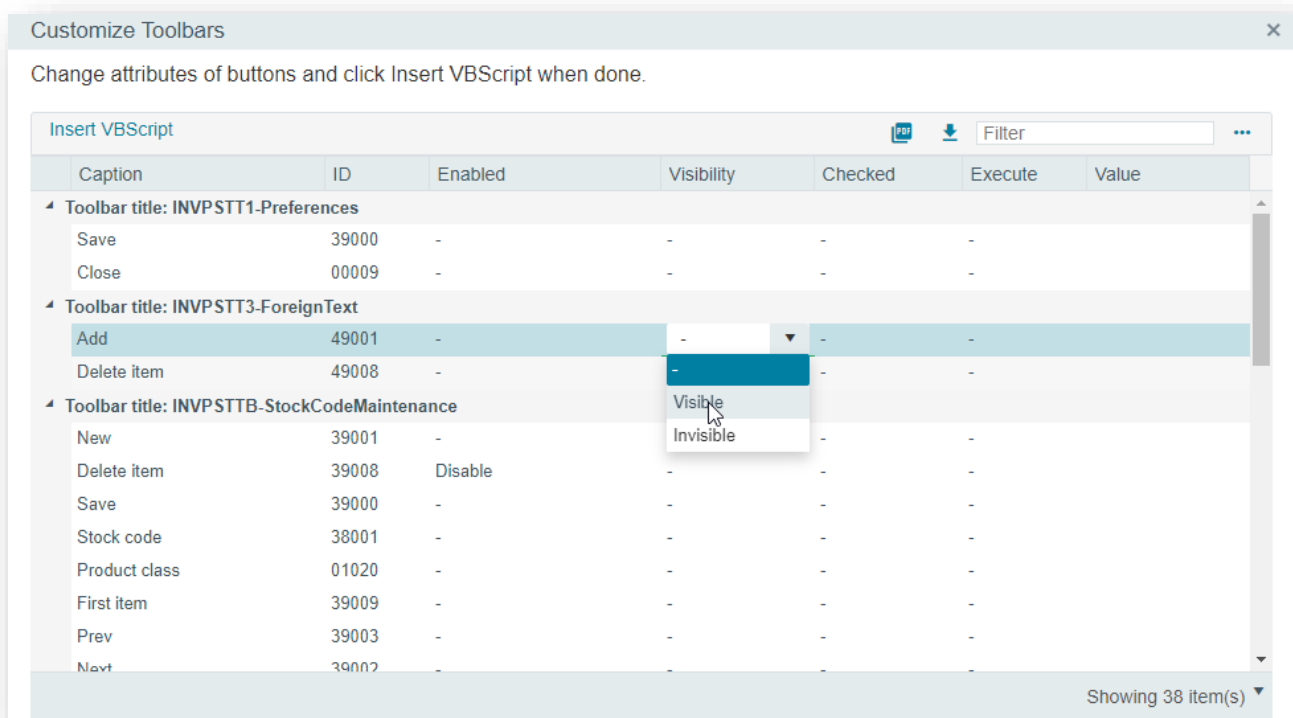 Customize Toolbars ×
Change attributes of buttons and click Insert VBScript when done.
Insert VBScript PDF Filter •••
Caption ID Enabled Visibility Checked Execute Value
Toolbar title: INVPSTT1-Preferences
Save 39000 - - - -
Close 00009 - - - -
Toolbar title: INVPSTT3-ForeignText
Add 49001 - - - -
Delete item 49008 - - - -
Visible
Toolbar title: INVPSTTB-StockCodeMaintenance
New 39001 - Invisible - -
Delete item 39008 Disable - - -
Save 39000 - - - -
Stock code 38001 - - - -
Product class 01020 - - - -
First item 39009 - - - -
Prev 39003 - - - -
Next 39002 - - - -
Showing 38 item(s)